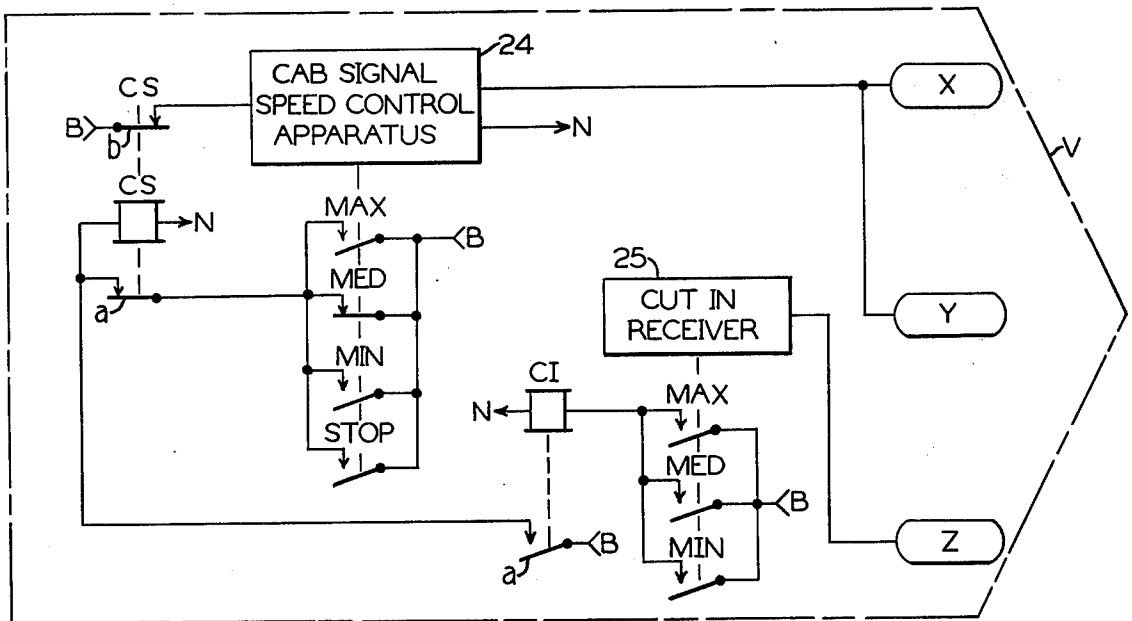 24
CAB SIGNAL
SPEED CONTROL
APPARATUS
X
CS
B
b
N
V
CS
N
MAX
B
a
MED
25
CUT IN
RECEIVER
Y
MIN
CI
N
MAX
STOP
MED
B
MIN
a
B
Z